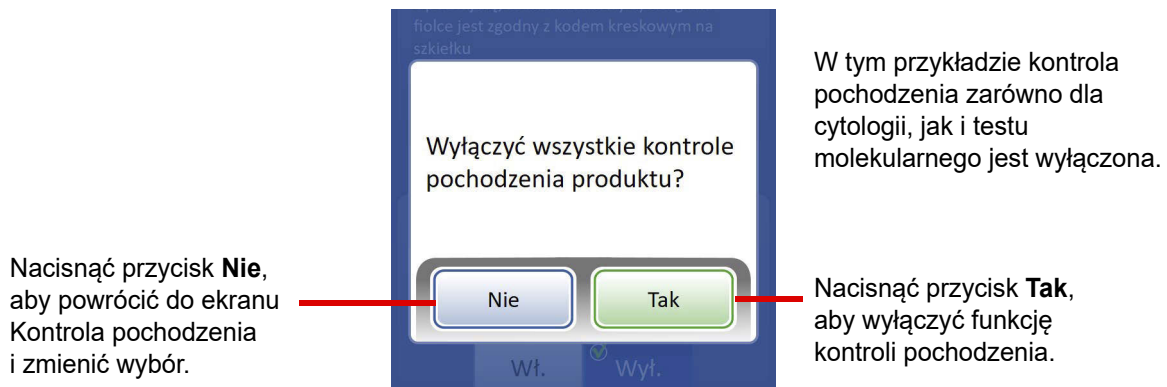 fiolce jest zgodny z kodem kreskowym na
szkiełku
Wyłączyć wszystkie kontrole
pochodzenia produktu?
Nie
Tak
Wł.
Wył.
W tym przykładzie kontrola
pochodzenia zarówno dla
cytologii, jak i testu
molekularnego jest wyłączona.
Nacisnąć przycisk Nie,
aby powrócić do ekranu
Kontrola pochodzenia
i zmienić wybór.
Nacisnąć przycisk Tak,
aby wyłączyć funkcję
kontroli pochodzenia.